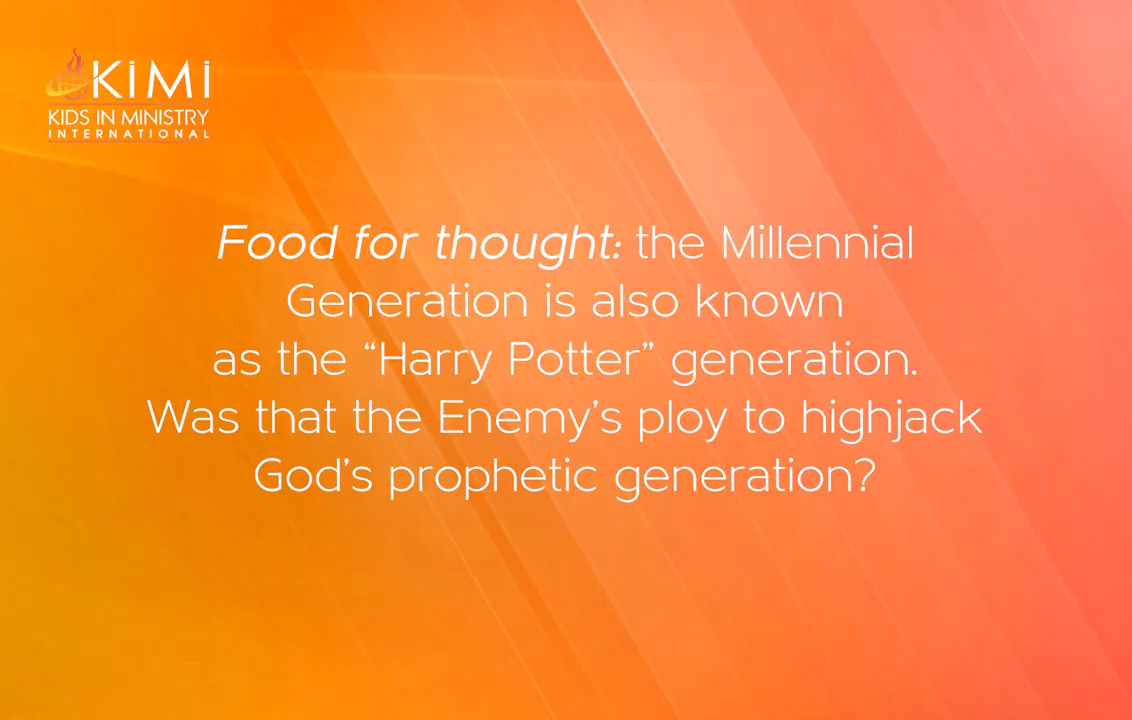 KiMi
KIDS IN MINISTRY
INTERNATIONAL
Food for thought: the Millennial
Generation is also known
as the “Harry Potter” generation.
Was that the Enemy’s ploy to highjack
God’s prophetic generation?